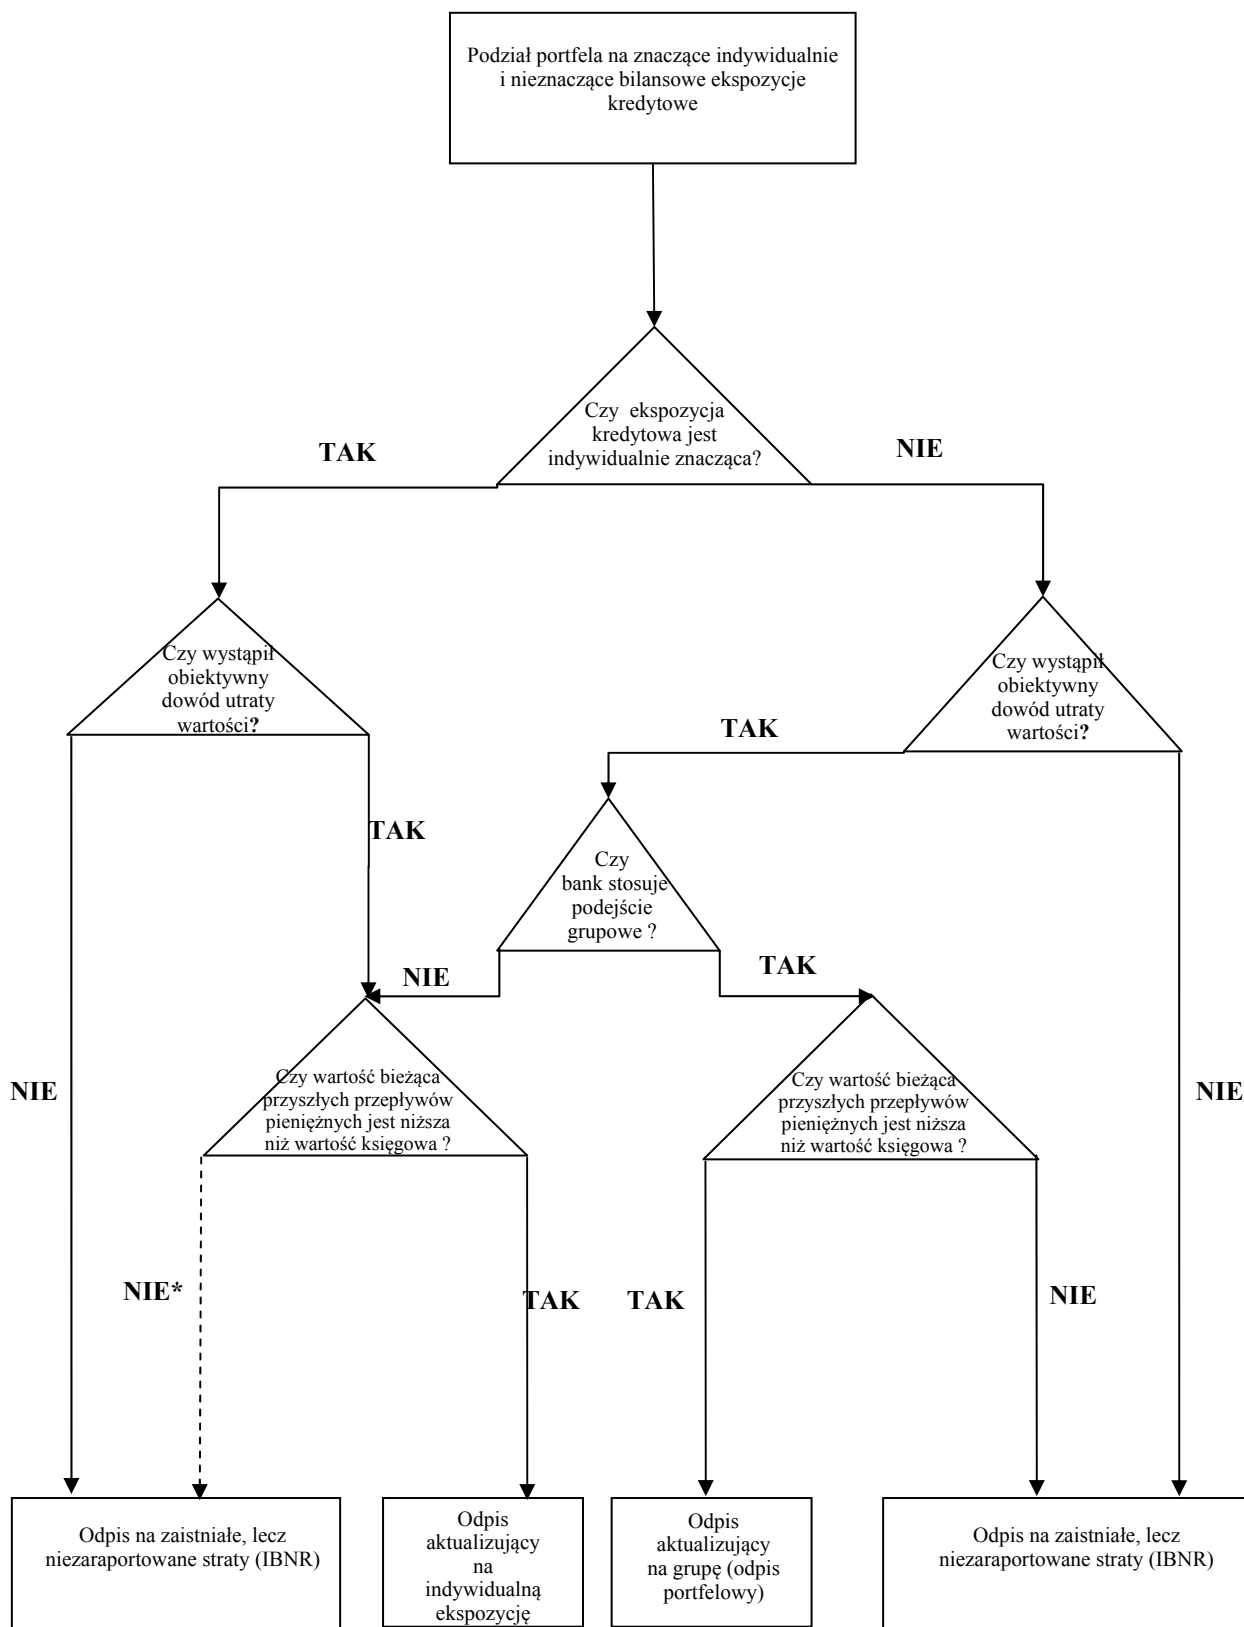 Podział portfela na znaczące indywidualnie
i nieznaczące bilansowe ekspozycje
kredytowe
Czy ekspozycja
kredytowa jest
indywidualnie znacząca?
TAK
NIE
Czy wystąpił
obiektywny
dowód utraty
wartości?
Czy wystąpił
obiektywny
dowód utraty
wartości?
TAK
TAK
Czy
bank stosuje
podejście
grupowe ?
NIE
TAK
Czy wartość bieżąca
przyszłych przepływów
pieniężnych jest niższa
niż wartość księgowa ?
Czy wartość bieżąca
przyszłych przepływów
pieniężnych jest niższa
niż wartość księgowa ?
NIE
NIE
NIE*
TAK
TAK
NIE
Odpis na zaistniałe, lecz
niezaraportowane straty (IBNR)
Odpis
aktualizujący
na
indywidualną
ekspozycję
Odpis
aktualizujący
na grupę (odpis
portfelowy)
Odpis na zaistniałe, lecz
niezaraportowane straty (IBNR)